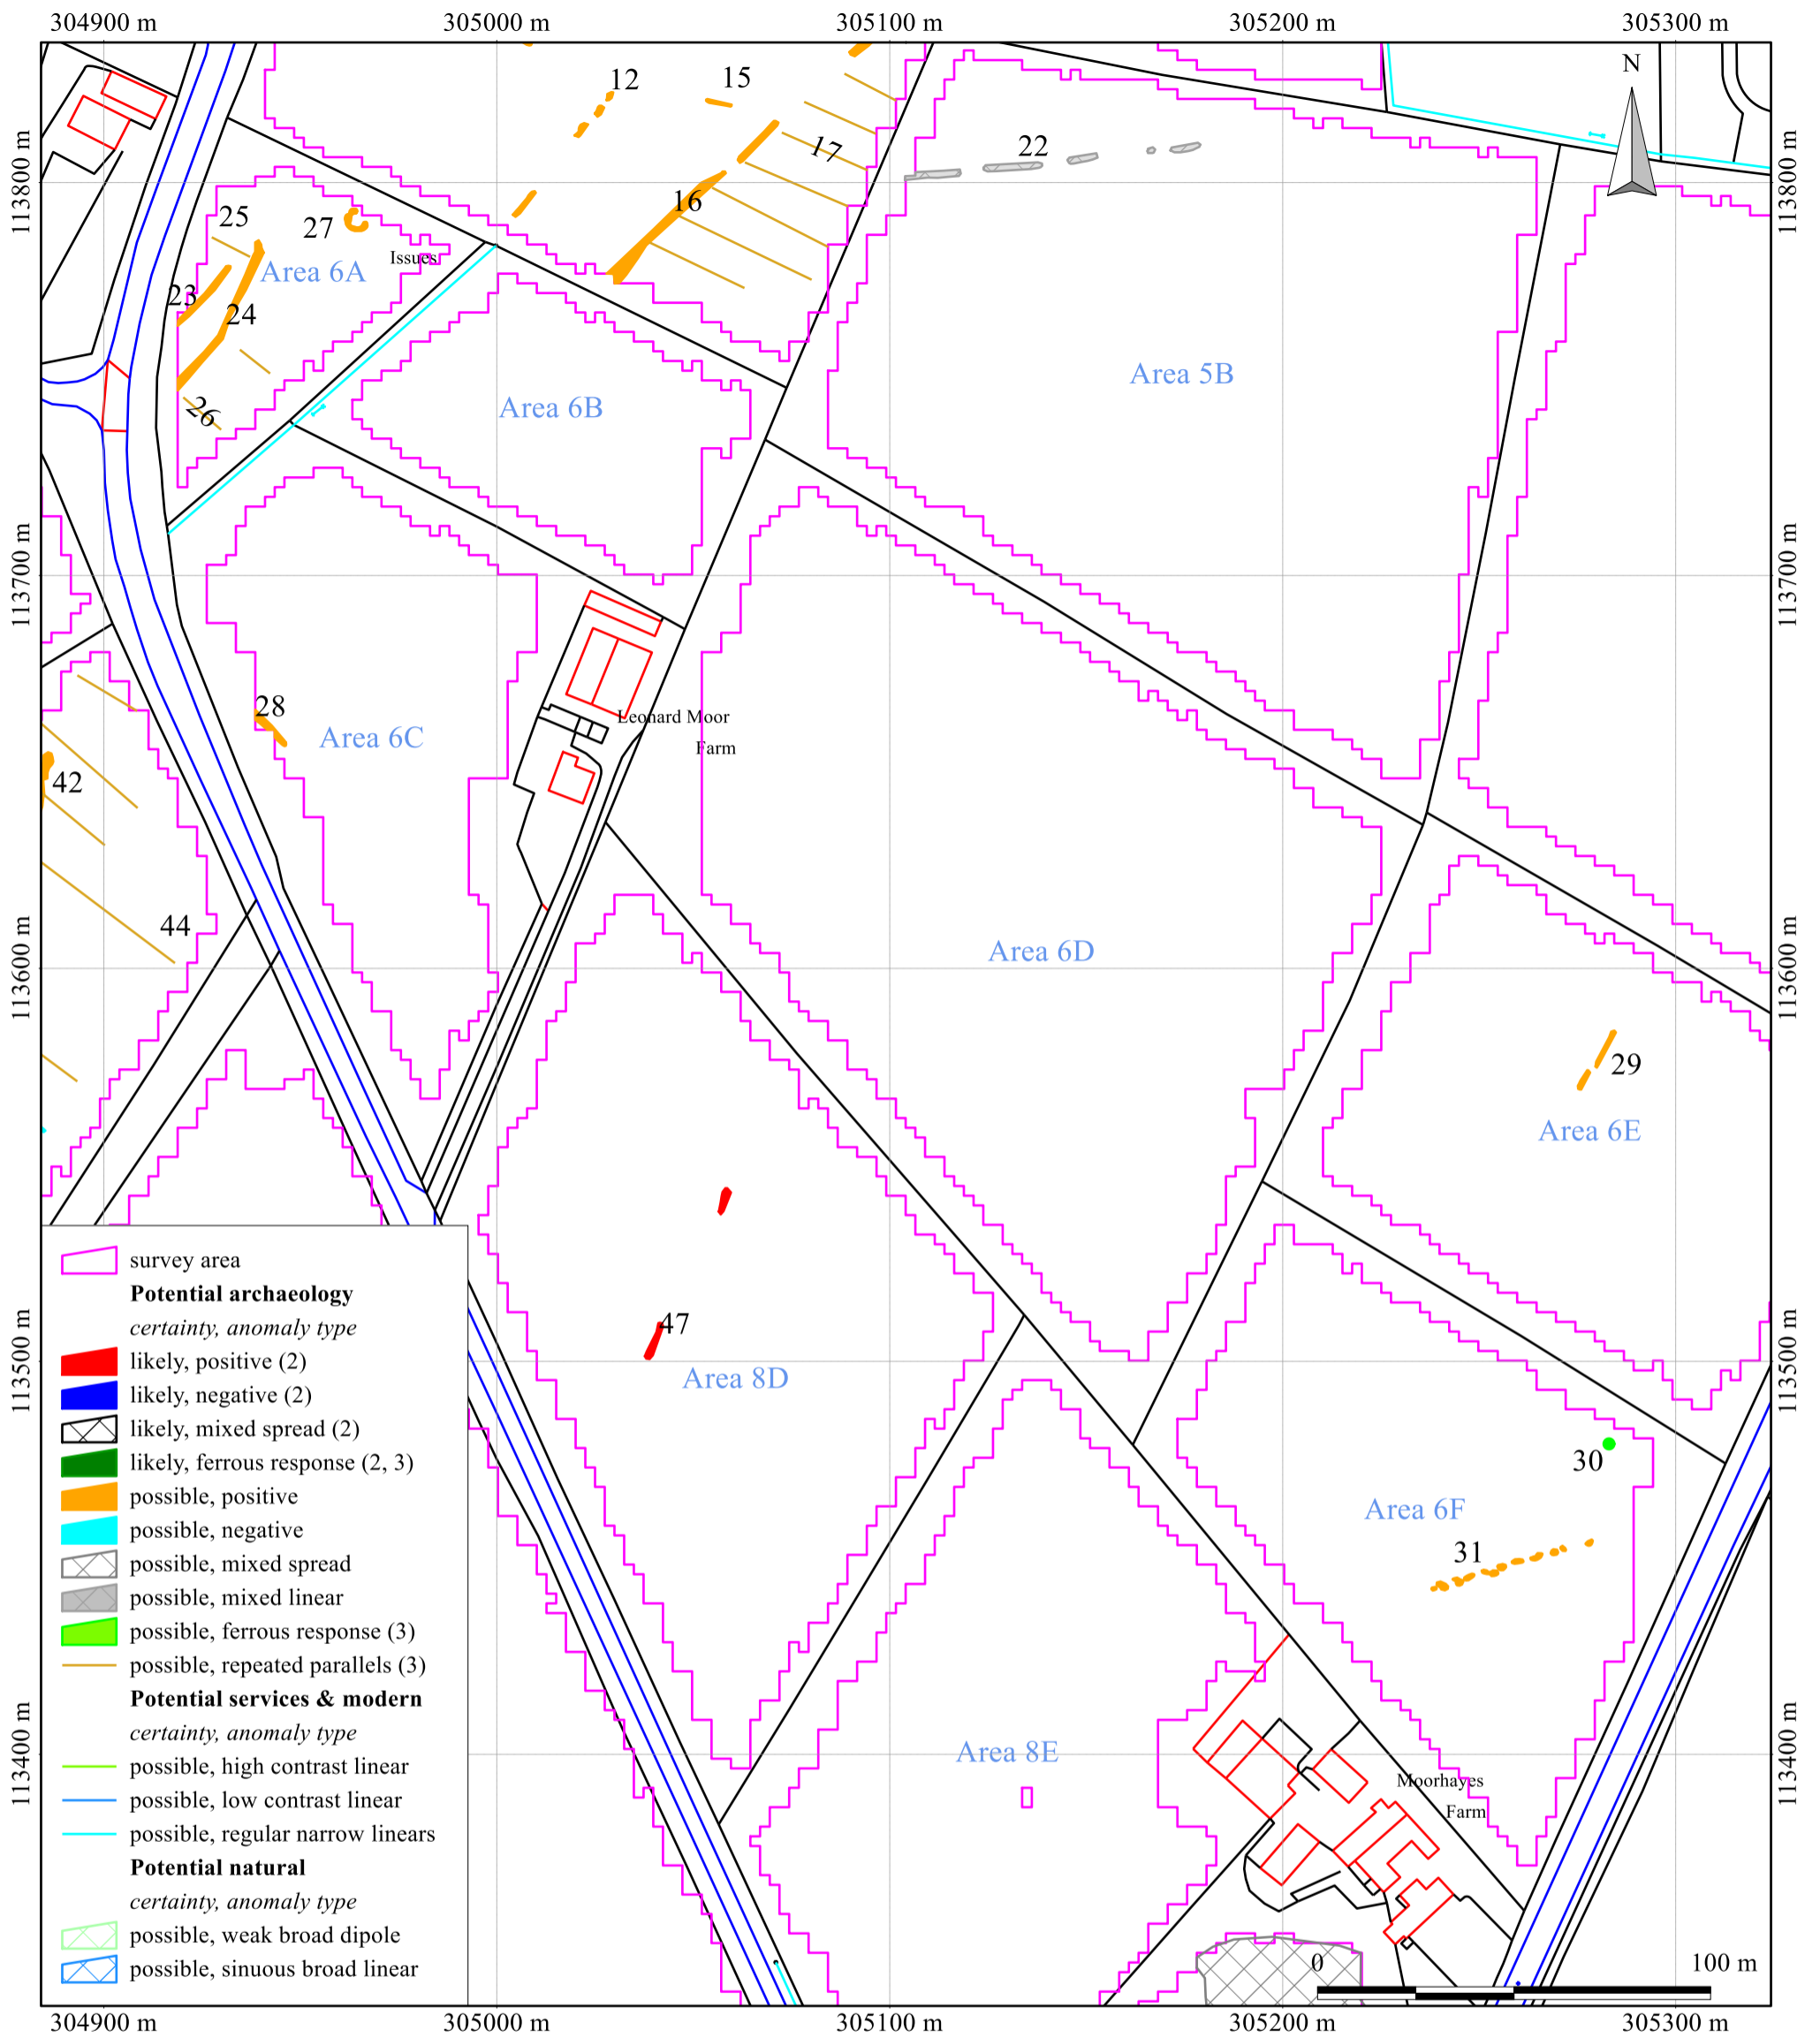 304900 m 305000 m 305100 m 305200 m 305300 m
N
12 15
17
22
113800 m 113800 m
16
25
27
Issues
Area 6A
23
24
Area 5B
26
Area 6B
113700 m 113700 m
28
Area 6C
Leonard Moor
Farm
42
44
Area 6D
113600 m 113600 m
29
Area 6E
47
Area 8D
113500 m 113500 m
30
Area 6F
31
Area 8E
113400 m 113400 m
Moorhayes
Farm
survey area
Potential archaeology
certainty, anomaly type
likely, positive (2)
likely, negative (2)
likely, mixed spread (2)
likely, ferrous response (2, 3)
possible, positive
possible, negative
possible, mixed spread
possible, mixed linear
possible, ferrous response (3)
possible, repeated parallels (3)
Potential services & modern
certainty, anomaly type
possible, high contrast linear
possible, low contrast linear
possible, regular narrow linears
Potential natural
certainty, anomaly type
possible, weak broad dipole
possible, sinuous broad linear
0 100 m
304900 m 305000 m 305100 m 305200 m 305300 m